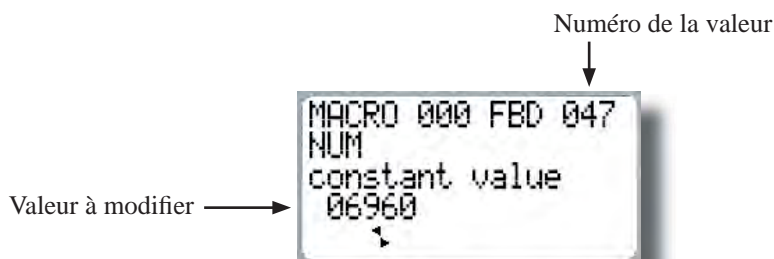 Numéro de la valeur
MACRO 000 FBD 047
NUM
constant value
Valeur à modifier
06960